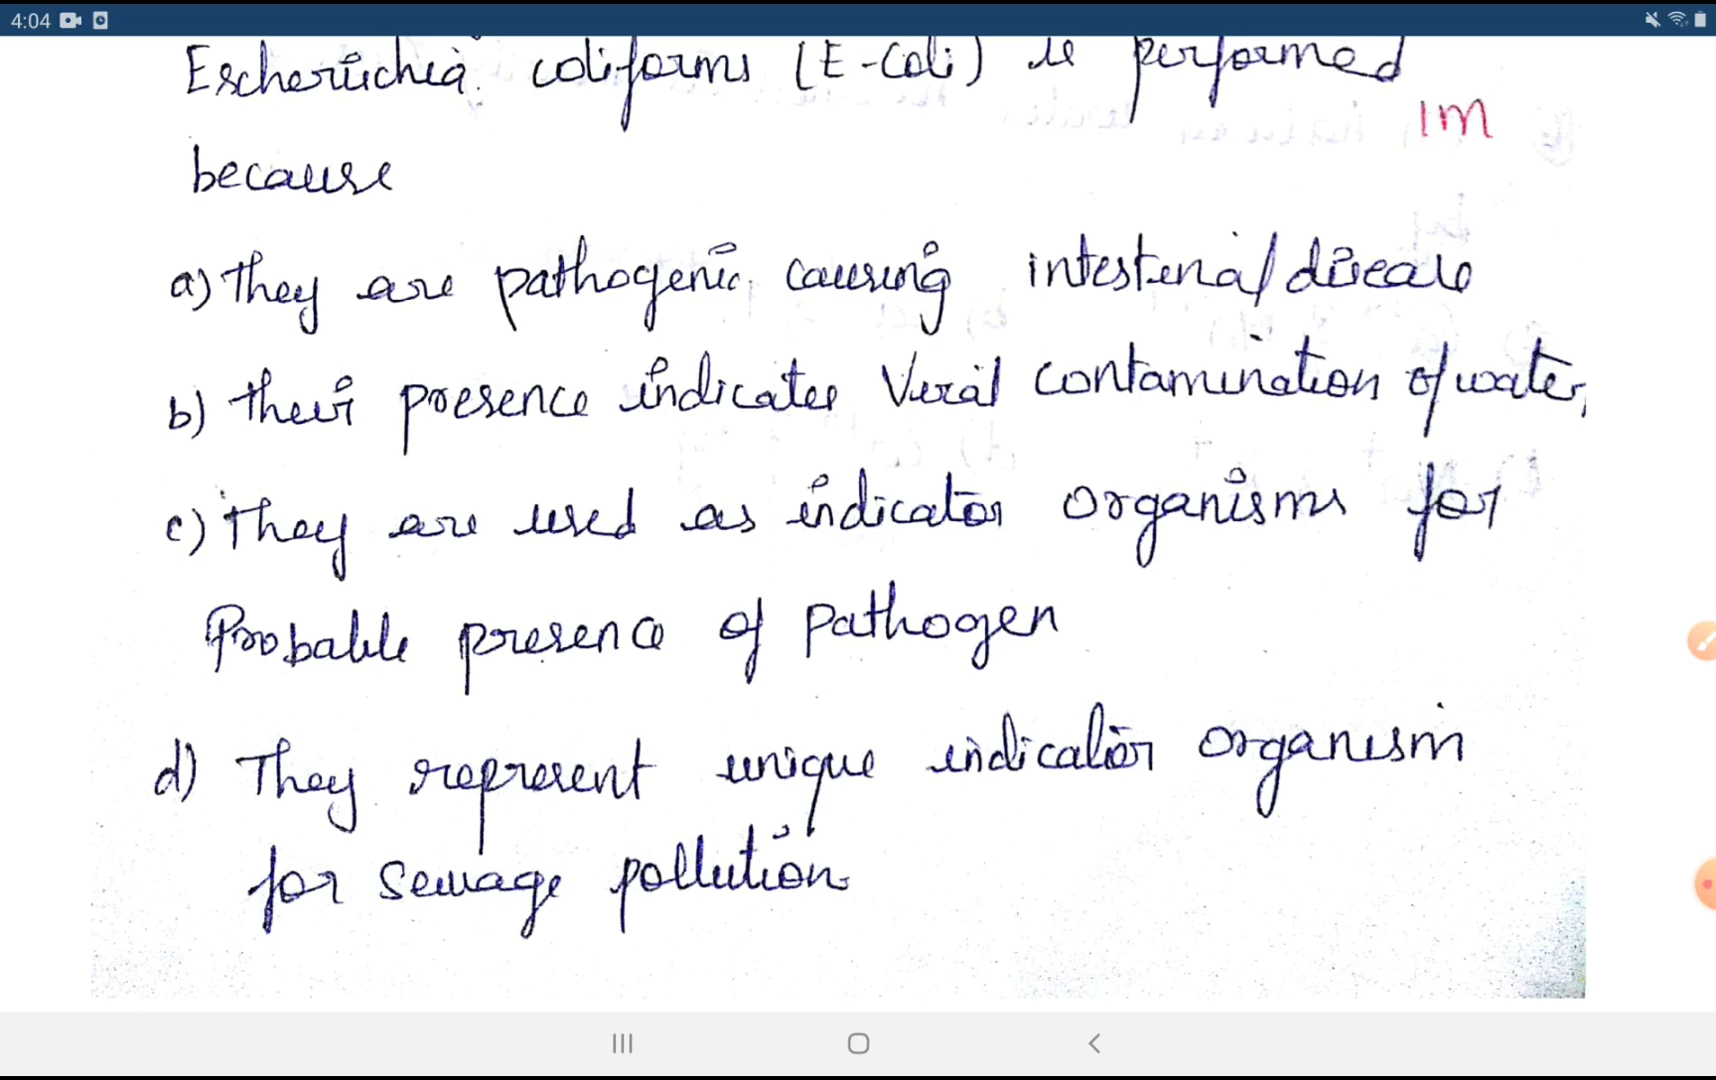 4:04
Escherichia coliforms (E-Coli) is performed
1M
because
a) They are pathogenic causing intestinal disease
b) their presence indicates Viral contamination of water,
c) They are used as indicator organisms for
Probable presence of pathogen
d) They represent unique indicator organism
for sewage pollution.